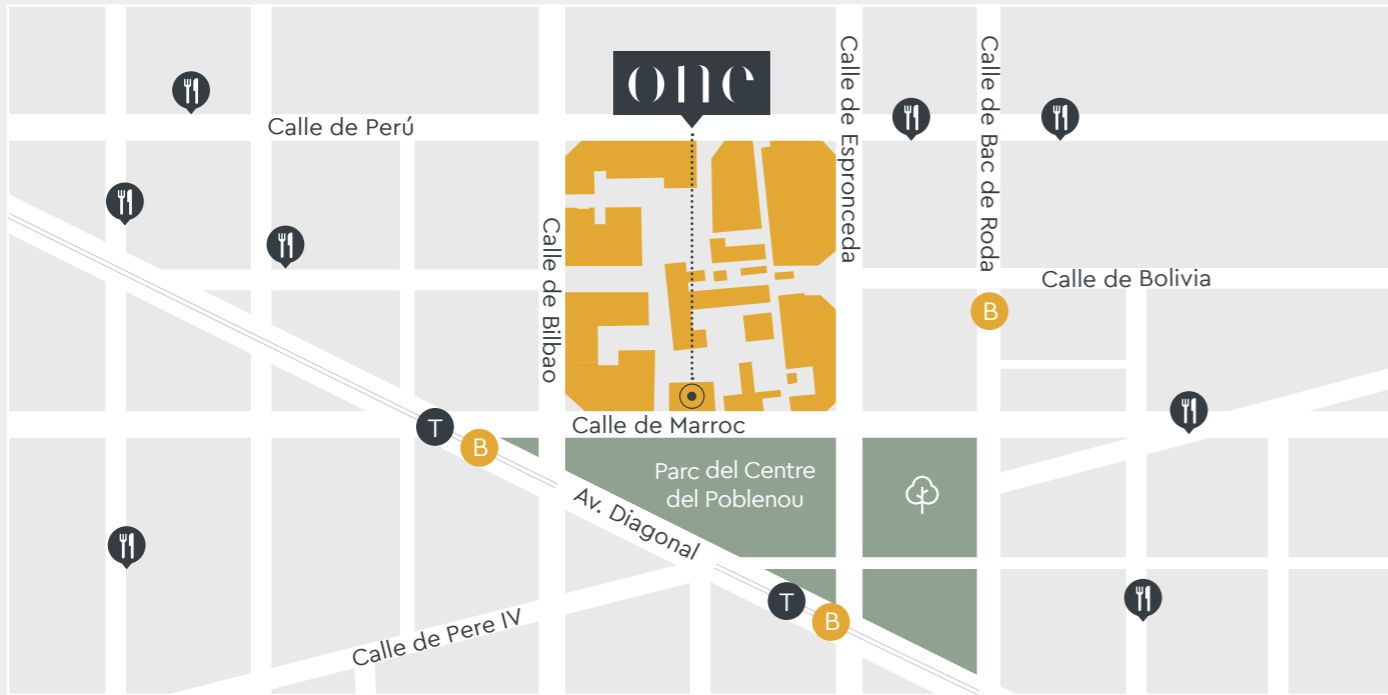 one
Calle de Perú
Calle de Espronceda
Calle de Bac de Roda
Calle de Bilbao
Calle de Bolivia
B
T
B
Calle de Marroc
Parc del Centre
del Poblenou
Av. Diagonal
T
B
Calle de Pere IV